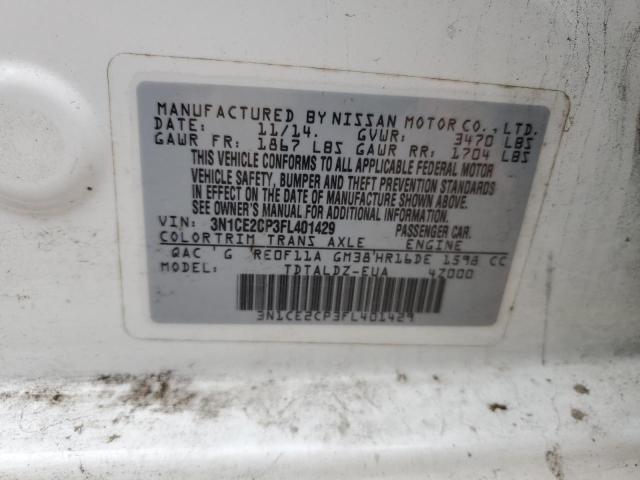 MANUFACTURED BY NISSAN MOTOR CO., LTD.
DATE: 11/14. GVWR: 3470 LBS
GAWR FR: 1867 LBS GAWR RR: 1704 LBS
THIS VEHICLE CONFORMS TO ALL APPLICABLE FEDERAL MOTOR
VEHICLE SAFETY, BUMPER AND THEFT PREVENTION STANDARDS
IN EFFECT ON THE DATE OF MANUFACTURE SHOWN ABOVE.
SEE OWNER'S MANUAL FOR ADDITIONAL INFORMATION
VIN: 3N1CE2CP3FL401429 PASSENGER CAR.
COLORTRIM TRANS AXLE ENGINE
QAC ' G RE0F11A GM38'HR16DE 1598 CC
MODEL: TDTALDZ-EUA 4Z000
3N1CE2CP3FL401429